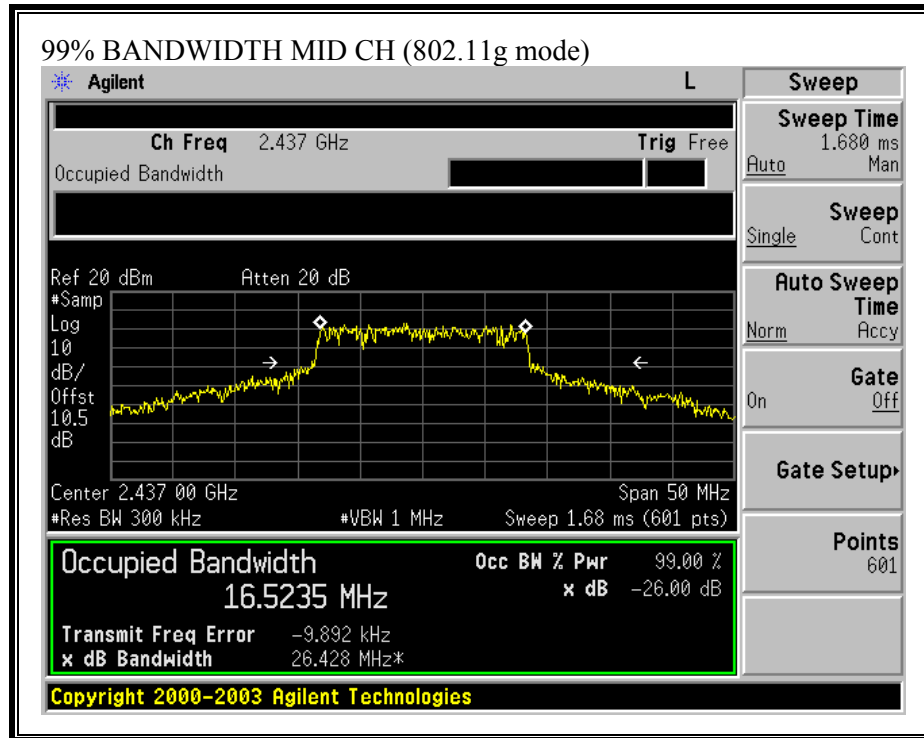 99% BANDWIDTH MID CH (802.11g mode)
Agilent L
Ch Freq 2.437 GHz Trig Free
Occupied Bandwidth
Ref 20 dBm Atten 20 dB
#Samp
Log
10
dB/
Offst
10.5
dB
Center 2.437 00 GHz Span 50 MHz
#Res BW 300 kHz #VBW 1 MHz Sweep 1.68 ms (601 pts)
Occupied Bandwidth Occ BW % Pwr 99.00 %
16.5235 MHz x dB -26.00 dB
Transmit Freq Error -9.892 kHz
x dB Bandwidth 26.428 MHz*
Copyright 2000-2003 Agilent Technologies
Sweep
Sweep Time
1.680 ms
Auto Man
Sweep
Single Cont
Auto Sweep
Time
Norm Accy
Gate
On Off
Gate Setup
Points
601